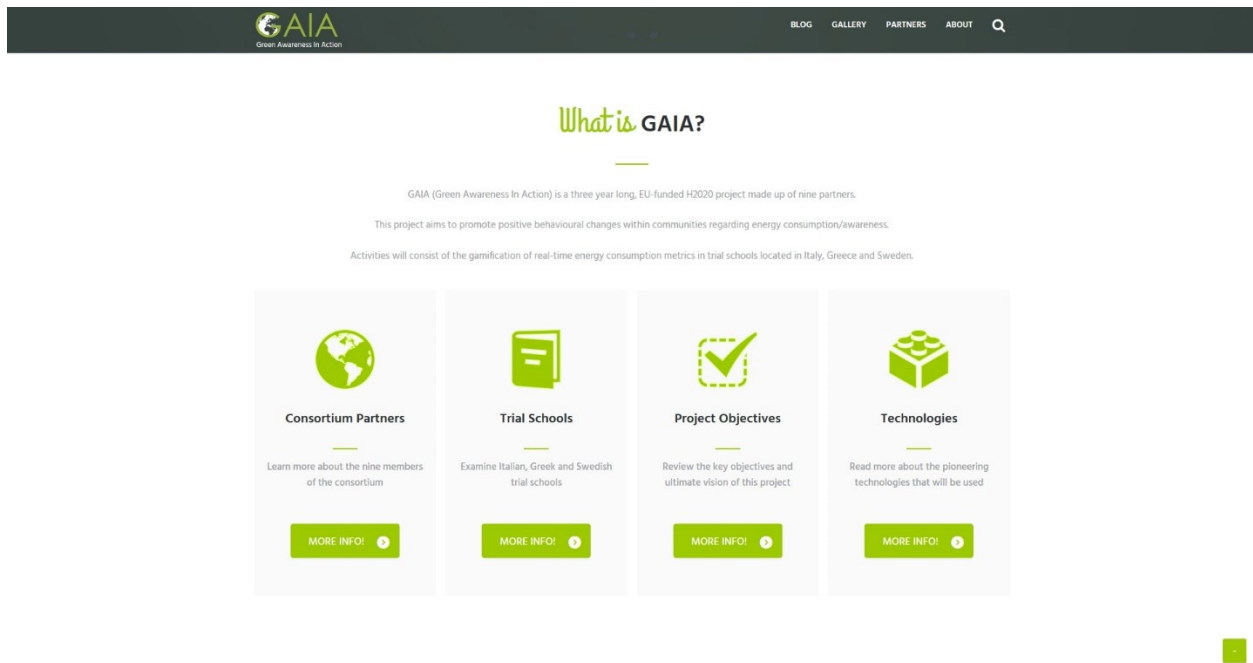 GAIA
Green Awareness In Action
BLOG GALLERY PARTNERS ABOUT
What is GAIA?
GAIA (Green Awareness In Action) is a three year long, EU-funded H2020 project made up of nine partners.
This project aims to promote positive behavioural changes within communities regarding energy consumption/awareness.
Activities will consist of the gamification of real-time energy consumption metrics in trial schools located in Italy, Greece and Sweden.
Consortium Partners
Learn more about the nine members
of the consortium
MORE INFO!
Trial Schools
Examine Italian, Greek and Swedish
trial schools
MORE INFO!
Project Objectives
Review the key objectives and
ultimate vision of this project
MORE INFO!
Technologies
Read more about the pioneering
technologies that will be used
MORE INFO!